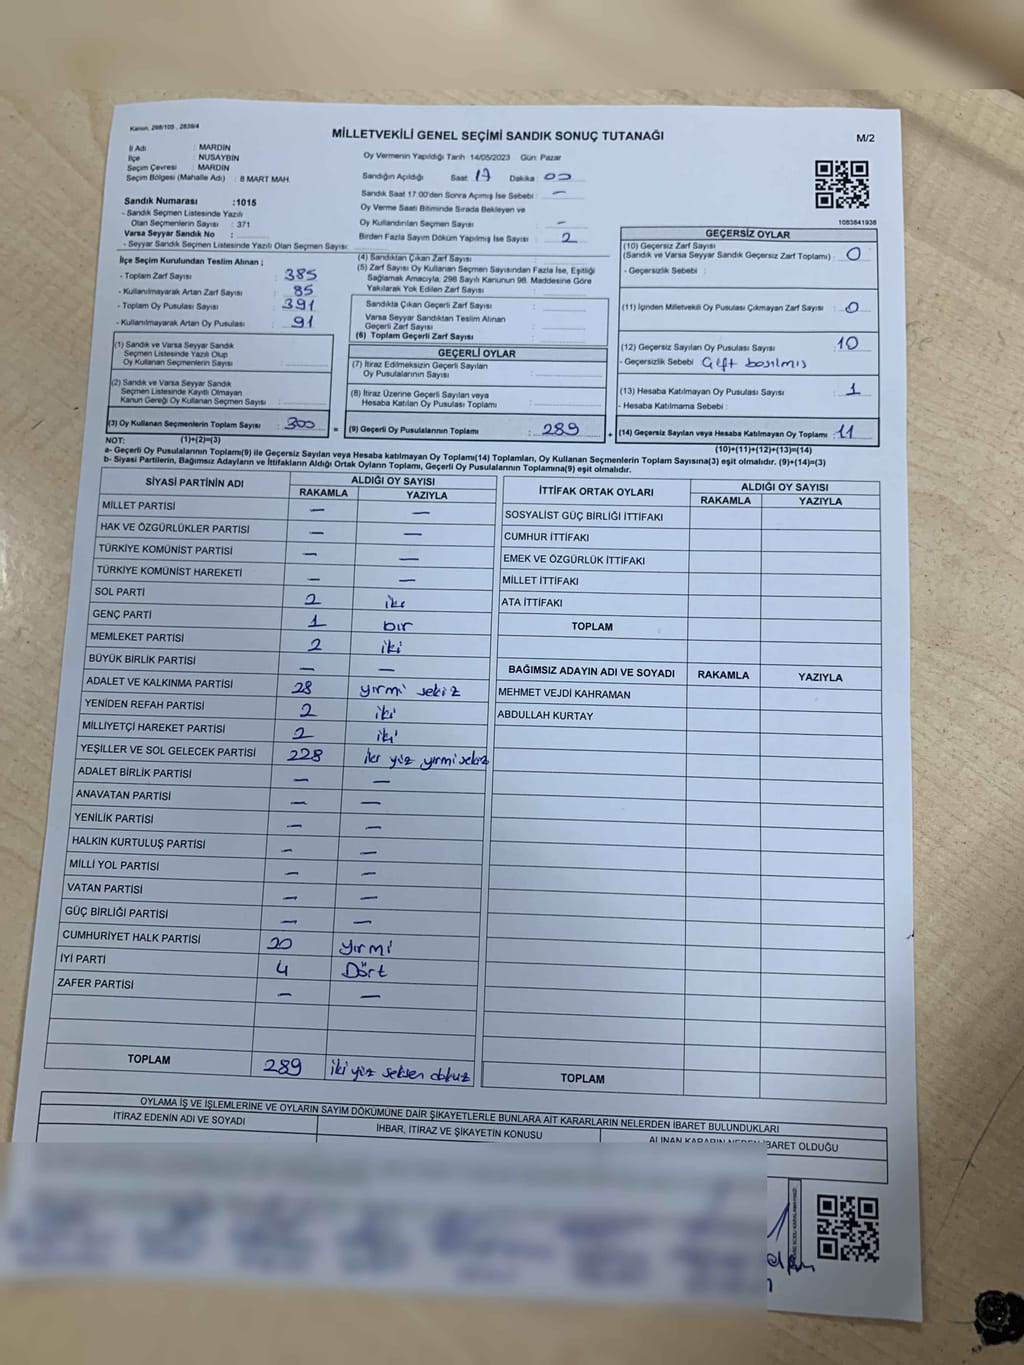 Kanun, 298/105 , 2839/4
MİLLETVEKİLİ GENEL SEÇİMİ SANDIK SONUÇ TUTANAĞI
M/2
İl Adı : MARDİN
İlçe : NUSAYBİN
Seçim Çevresi : MARDİN
Seçim Bölgesi (Mahalle Adı) : 8 MART MAH.
Sandık Numarası :1015
- Sandık Seçmen Listesinde Yazılı
Olan Seçmenlerin Sayısı : 371
Varsa Seyyar Sandık No :
- Seyyar Sandık Seçmen Listesinde Yazılı Olan Seçmen Sayısı:
Oy Vermenin Yapıldığı Tarih :14/05/2023 Gün: Pazar
Sandığın Açıldığı Saat 17 Dakika 00
Sandık Saat 17:00'den Sonra Açımış İse Sebebi : —
Oy Verme Saati Bitiminde Sırada Bekleyen ve
Oy Kullandırılan Seçmen Sayısı : —
Birden Fazla Sayım Döküm Yapılmış İse Sayısı : 2
1083841938
İlçe Seçim Kurulundan Teslim Alınan ;
- Toplam Zarf Sayısı : 385
- Kullanılmayarak Artan Zarf Sayısı : 85
- Toplam Oy Pusulası Sayısı : 391
- Kullanılmayarak Artan Oy Pusulası : 91
(1) Sandık ve Varsa Seyyar Sandık
Seçmen Listesinde Yazılı Olup
Oy Kullanan Seçmenlerin Sayısı :
(2) Sandık ve Varsa Seyyar Sandık
Seçmen Listesinde Kayıtlı Olmayan
Kanun Gereği Oy Kullanan Seçmen Sayısı :
(3) Oy Kullanan Seçmenlerin Toplam Sayısı : 300
(4) Sandıktan Çıkan Zarf Sayısı :
(5) Zarf Sayısı Oy Kullanan Seçmen Sayısından Fazla İse, Eşitliği
Sağlamak Amacıyla, 298 Sayılı Kanunun 98. Maddesine Göre
Yakılarak Yok Edilen Zarf Sayısı :
Sandıkta Çıkan Geçerli Zarf Sayısı :
Varsa Seyyar Sandıktan Teslim Alınan
Geçerli Zarf Sayısı :
(6) Toplam Geçerli Zarf Sayısı :
GEÇERLİ OYLAR
(7) İtiraz Edilmeksizin Geçerli Sayılan
Oy Pusulalarının Sayısı :
(8) İtiraz Üzerine Geçerli Sayılan veya
Hesaba Katılan Oy Pusulası Toplamı :
= (9) Geçerli Oy Pusulalarının Toplamı : 289
GEÇERSİZ OYLAR
(10) Geçersiz Zarf Sayısı
(Sandık ve Varsa Seyyar Sandık Geçersiz Zarf Toplamı) : 0
- Geçersizlik Sebebi :
(11) İçinden Milletvekili Oy Pusulası Çıkmayan Zarf Sayısı : 0
(12) Geçersiz Sayılan Oy Pusulası Sayısı : 10
- Geçersizlik Sebebi : Çift basılmış
(13) Hesaba Katılmayan Oy Pusulası Sayısı : 1
- Hesaba Katılmama Sebebi :
+ (14) Geçersiz Sayılan veya Hesaba Katılmayan Oy Toplamı : 11
NOT: (1)+(2)=(3)
(10)+(11)+(12)+(13)=(14)
a- Geçerli Oy Pusulalarının Toplamı(9) ile Geçersiz Sayılan veya Hesaba katılmayan Oy Toplamı(14) Toplamları, Oy Kullanan Seçmenlerin Toplam Sayısına(3) eşit olmalıdır. (9)+(14)=(3)
b- Siyasi Partilerin, Bağımsız Adayların ve İttifakların Aldığı Ortak Oyların Toplamı, Geçerli Oy Pusulalarının Toplamına(9) eşit olmalıdır.
SİYASİ PARTİNİN ADI ALDIĞI OY SAYISI
RAKAMLA YAZIYLA
MİLLET PARTİSİ — —
HAK VE ÖZGÜRLÜKLER PARTİSİ — —
TÜRKİYE KOMÜNİST PARTİSİ — —
TÜRKİYE KOMÜNİST HAREKETİ — —
SOL PARTİ 2 iki
GENÇ PARTİ 1 bir
MEMLEKET PARTİSİ 2 iki
BÜYÜK BİRLİK PARTİSİ — —
ADALET VE KALKINMA PARTİSİ 28 yirmi sekiz
YENİDEN REFAH PARTİSİ 2 iki
MİLLİYETÇİ HAREKET PARTİSİ 2 iki
YEŞİLLER VE SOL GELECEK PARTİSİ 228 iki yüz yirmi sekiz
ADALET BİRLİK PARTİSİ — —
ANAVATAN PARTİSİ — —
YENİLİK PARTİSİ — —
HALKIN KURTULUŞ PARTİSİ — —
MİLLİ YOL PARTİSİ — —
VATAN PARTİSİ — —
GÜÇ BİRLİĞİ PARTİSİ — —
CUMHURİYET HALK PARTİSİ 20 yirmi
İYİ PARTİ 4 Dört
ZAFER PARTİSİ — —
TOPLAM 289 iki yüz seksen dokuz
İTTİFAK ORTAK OYLARI ALDIĞI OY SAYISI
RAKAMLA YAZIYLA
SOSYALİST GÜÇ BİRLİĞİ İTTİFAKI
CUMHUR İTTİFAKI
EMEK VE ÖZGÜRLÜK İTTİFAKI
MİLLET İTTİFAKI
ATA İTTİFAKI
TOPLAM
BAĞIMSIZ ADAYIN ADI VE SOYADI RAKAMLA YAZIYLA
MEHMET VEJDİ KAHRAMAN
ABDULLAH KURTAY
TOPLAM
OYLAMA İŞ VE İŞLEMLERİNE VE OYLARIN SAYIM DÖKÜMÜNE DAİR ŞİKAYETLERLE BUNLARA AİT KARARLARIN NELERDEN İBARET BULUNDUKLARI
İTİRAZ EDENİN ADI VE SOYADI İHBAR, İTİRAZ VE ŞİKAYETİN KONUSU ALINAN KARARIN NEDEN İBARET OLDUĞU